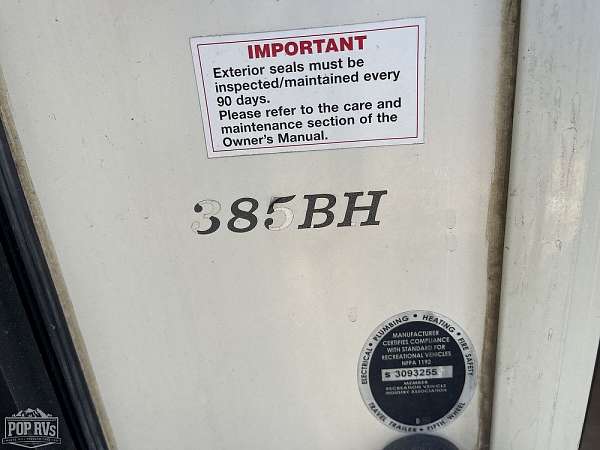 IMPORTANT
Exterior seals must be
inspected/maintained every
90 days.
Please refer to the care and
maintenance section of the
Owner's Manual.
385BH
ELECTRICAL • PLUMBING • HEATING • FIRE SAFETY
MANUFACTURER
CERTIFIES COMPLIANCE
WITH STANDARD FOR
RECREATIONAL VEHICLES
NFPA 1192
S 3093255
MEMBER
RECREATION VEHICLE
INDUSTRY ASSOCIATION
TRAVEL TRAILER • FIFTH WHEEL
POP RVs